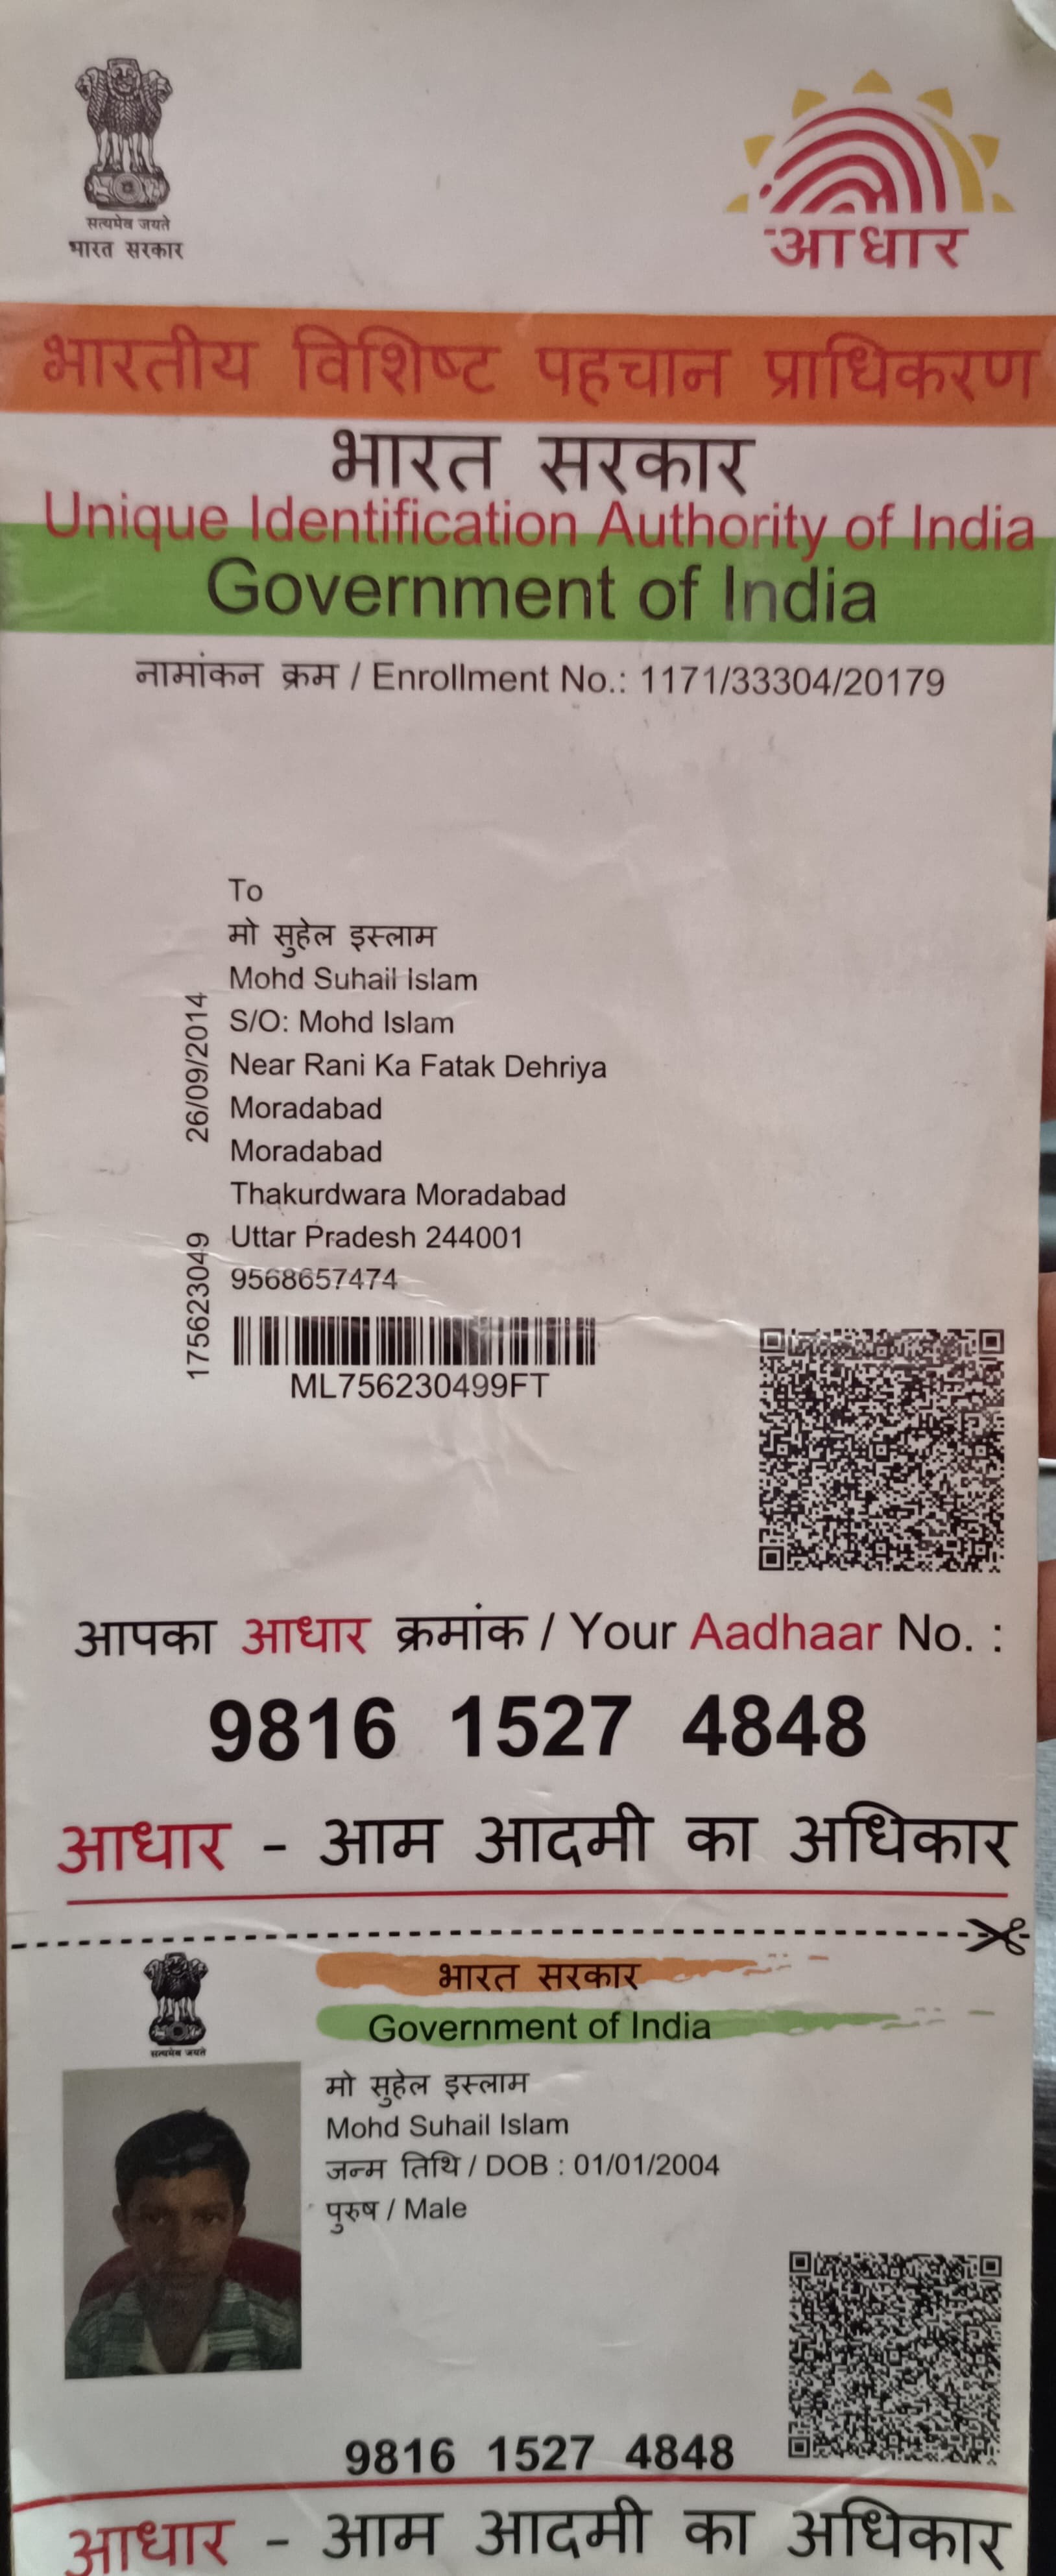 सत्यमेव जयते
भारत सरकार
आधार
भारतीय विशिष्ट पहचान प्राधिकरण
भारत सरकार
Unique Identification Authority of India
Government of India
नामांकन क्रम / Enrollment No.: 1171/33304/20179
To
मो सुहेल इस्लाम
Mohd Suhail Islam
S/O: Mohd Islam
Near Rani Ka Fatak Dehriya
Moradabad
Moradabad
Thakurdwara Moradabad
Uttar Pradesh 244001
9568657474
26/09/2014
175623049
ML756230499FT
आपका आधार क्रमांक / Your Aadhaar No. :
9816 1527 4848
आधार - आम आदमी का अधिकार
सत्यमेव जयते
भारत सरकार
Government of India
मो सुहेल इस्लाम
Mohd Suhail Islam
जन्म तिथि / DOB : 01/01/2004
पुरुष / Male
9816 1527 4848
आधार - आम आदमी का अधिकार